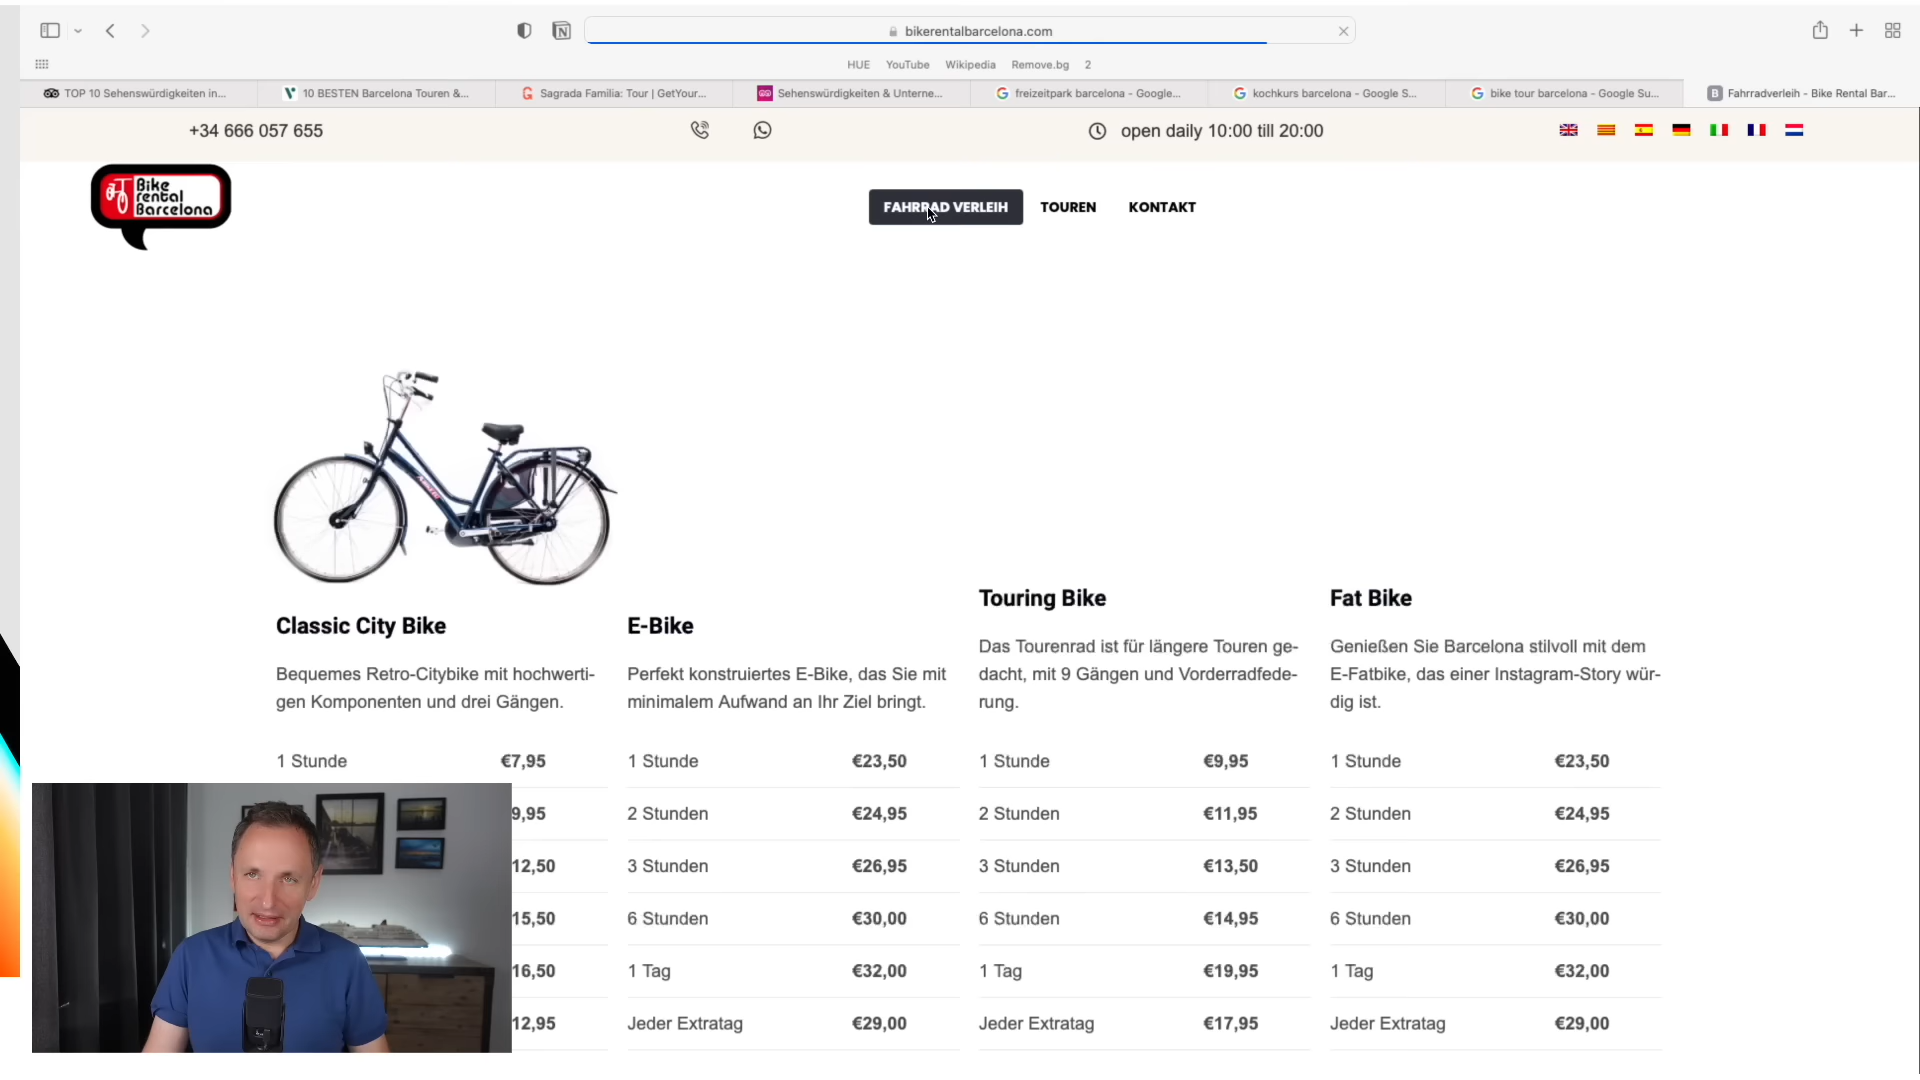 bikerentalbarcelona.com
HUE YouTube Wikipedia Remove.bg 2
TOP 10 Sehenswürdigkeiten in... 10 BESTEN Barcelona Touren &... Sagrada Familia: Tour | GetYour... Sehenswürdigkeiten & Unterne... freizeitpark barcelona - Google... kochkurs barcelona - Google S... bike tour barcelona - Google Su... Fahrradverleih - Bike Rental Bar...
+34 666 057 655 open daily 10:00 till 20:00
Bike
rental
Barcelona
FAHRRAD VERLEIH TOUREN KONTAKT
Classic City Bike
Bequemes Retro-Citybike mit hochwerti-
gen Komponenten und drei Gängen.
1 Stunde €7,95
9,95
12,50
15,50
16,50
12,95
E-Bike
Perfekt konstruiertes E-Bike, das Sie mit
minimalem Aufwand an Ihr Ziel bringt.
1 Stunde €23,50
2 Stunden €24,95
3 Stunden €26,95
6 Stunden €30,00
1 Tag €32,00
Jeder Extratag €29,00
Touring Bike
Das Tourenrad ist für längere Touren ge-
dacht, mit 9 Gängen und Vorderradfede-
rung.
1 Stunde €9,95
2 Stunden €11,95
3 Stunden €13,50
6 Stunden €14,95
1 Tag €19,95
Jeder Extratag €17,95
Fat Bike
Genießen Sie Barcelona stilvoll mit dem
E-Fatbike, das einer Instagram-Story wür-
dig ist.
1 Stunde €23,50
2 Stunden €24,95
3 Stunden €26,95
6 Stunden €30,00
1 Tag €32,00
Jeder Extratag €29,00